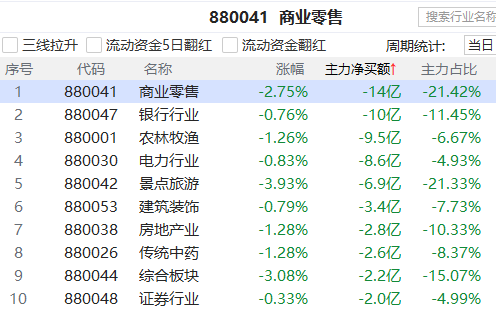 880041 商业零售 搜索行业名称
三线拉升 流动资金5日翻红 流动资金翻红 周期统计: 当日
序号 代码 名称 涨幅 主力净买额↑ 主力占比
1 880041 商业零售 -2.75% -14亿 -21.42%
2 880047 银行行业 -0.76% -10亿 -11.45%
3 880001 农林牧渔 -1.26% -9.5亿 -6.67%
4 880030 电力行业 -0.83% -8.6亿 -4.93%
5 880042 景点旅游 -3.93% -6.9亿 -21.33%
6 880053 建筑装饰 -0.79% -3.4亿 -7.73%
7 880038 房地产业 -1.28% -2.8亿 -10.33%
8 880026 传统中药 -1.28% -2.6亿 -8.37%
9 880044 综合板块 -3.08% -2.2亿 -15.07%
10 880048 证券行业 -0.33% -2.0亿 -4.99%